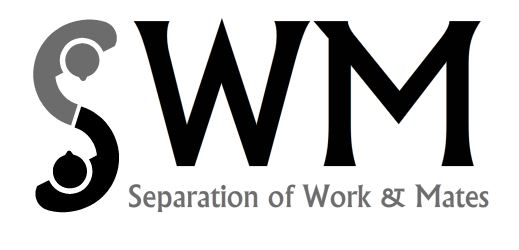 SWM
Separation of Work & Mates